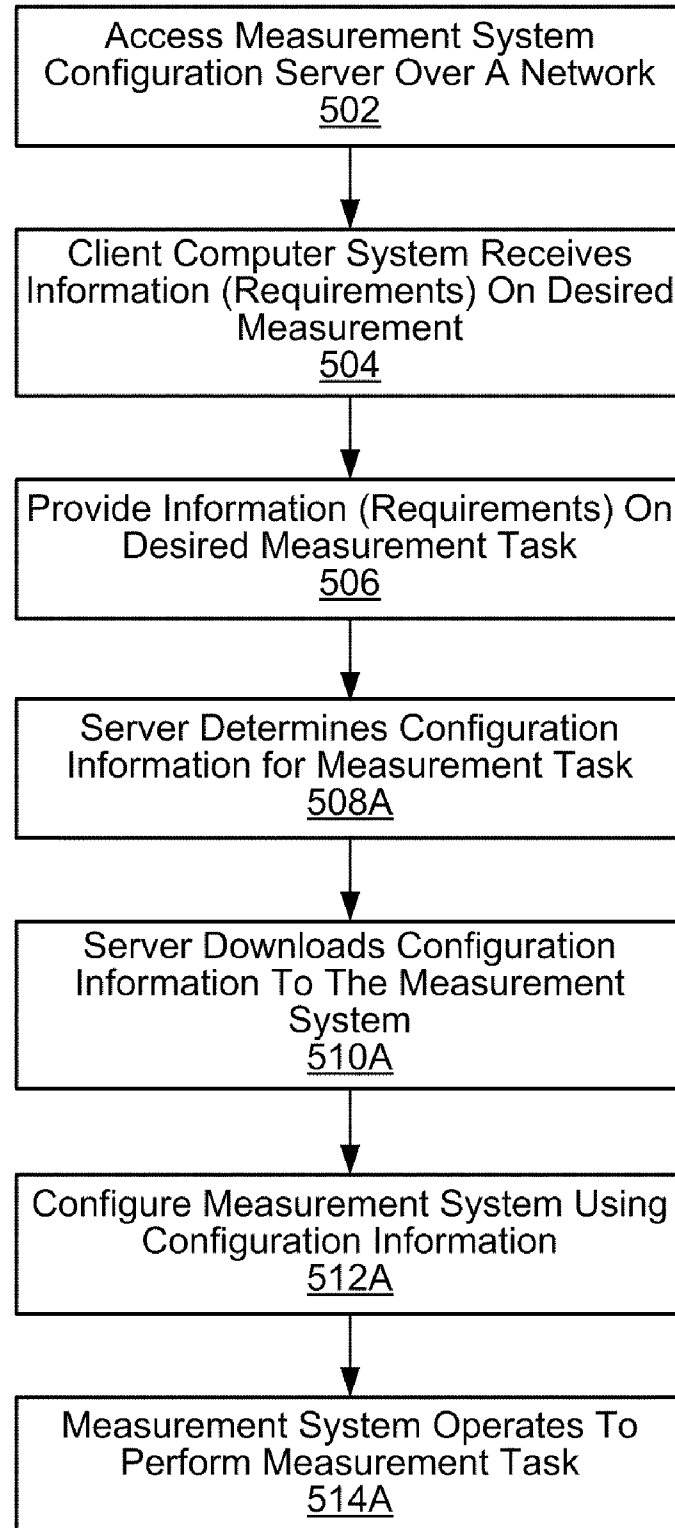 Access Measurement System
Configuration Server Over A Network
502
Client Computer System Receives
Information (Requirements) On Desired
Measurement
504
Provide Information (Requirements) On
Desired Measurement Task
506
Server Determines Configuration
Information for Measurement Task
508A
Server Downloads Configuration
Information To The Measurement
System
510A
Configure Measurement System Using
Configuration Information
512A
Measurement System Operates To
Perform Measurement Task
514A